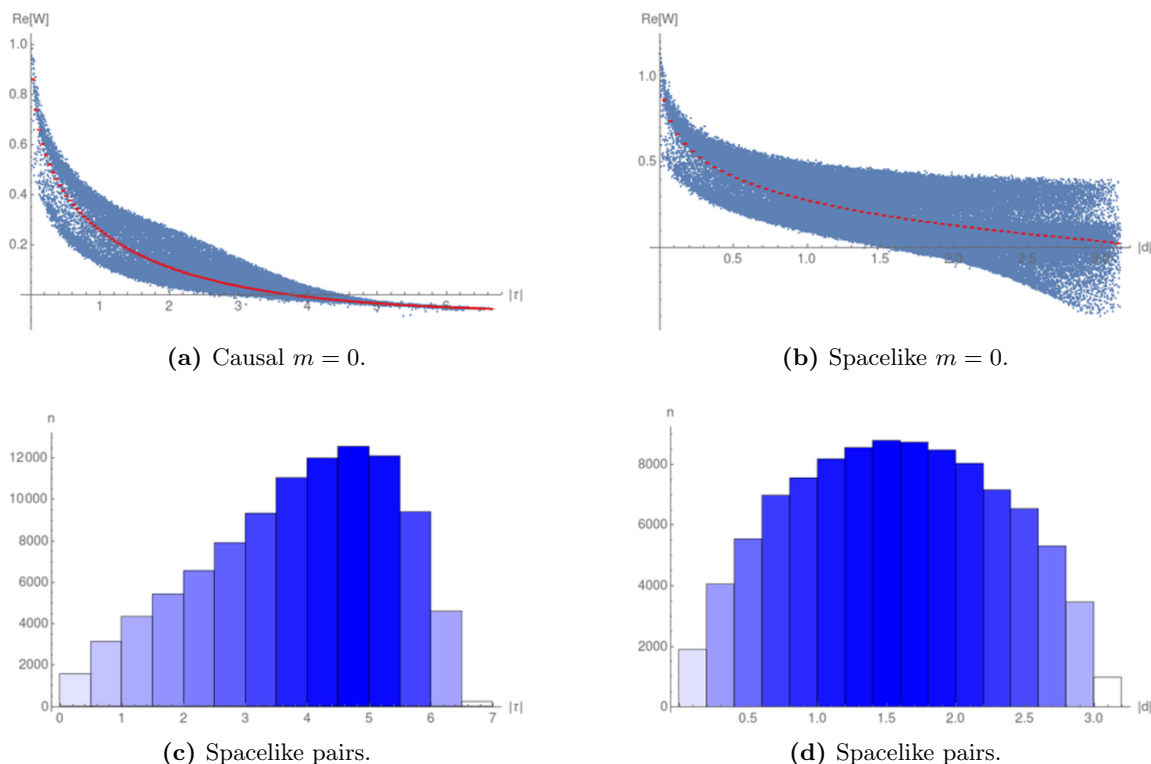 Re[W]
1.0
0.8
0.6
0.4
0.2
1 2 3 4 5 6 |τ|
(a) Causal m = 0.
Re[W]
1.0
0.5
0.5 1.0 1.5 2.0 2.5 3.0 |d|
(b) Spacelike m = 0.
n
12000
10000
8000
6000
4000
2000
0
0 1 2 3 4 5 6 7 |τ|
(c) Spacelike pairs.
n
8000
6000
4000
2000
0
0.5 1.0 1.5 2.0 2.5 3.0 |d|
(d) Spacelike pairs.